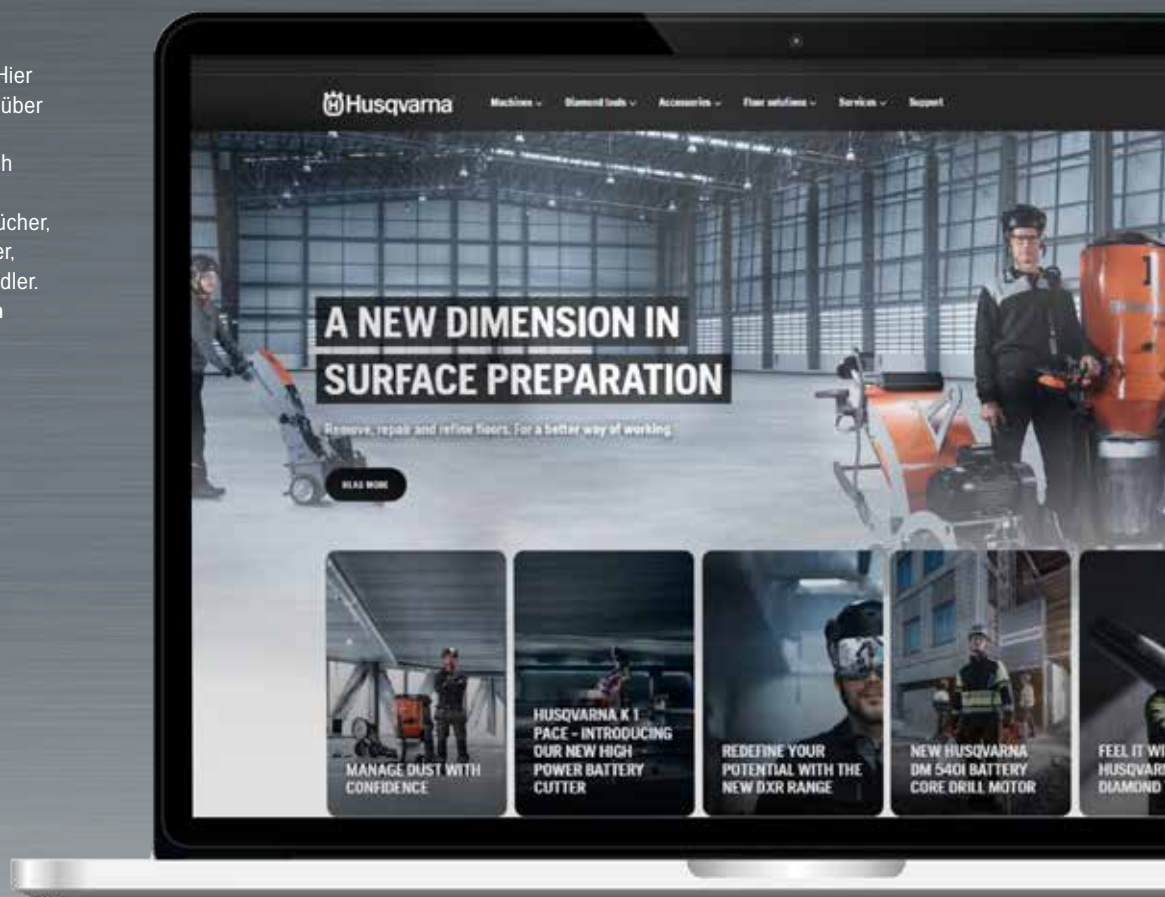 Hier
über
h
ücher,
er,
dler.
n
Husqvarna
Machines
Diamond tools
Accessories
Floor solutions
Services
Support
A NEW DIMENSION IN
SURFACE PREPARATION
Remove, repair and refine floors. For a better way of working.
READ MORE
MANAGE DUST WITH
CONFIDENCE
HUSQVARNA K 1
PACE - INTRODUCING
OUR NEW HIGH
POWER BATTERY
CUTTER
REDEFINE YOUR
POTENTIAL WITH THE
NEW DXR RANGE
NEW HUSQVARNA
DM 540I BATTERY
CORE DRILL MOTOR
FEEL IT WI
HUSQVAR
DIAMOND